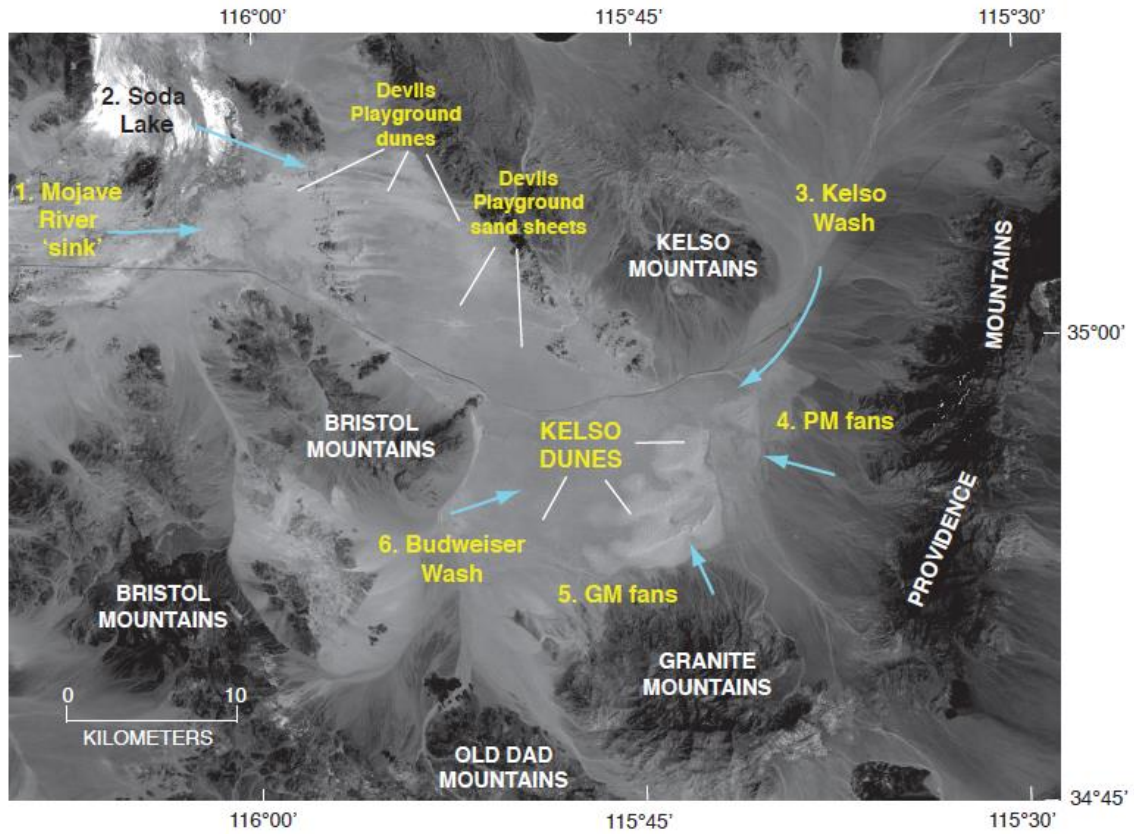 116°00'
115°45'
115°30'
2. Soda
Lake
Devils
Playground
dunes
1. Mojave
River
‘sink’
Devils
Playground
sand sheets
3. Kelso
Wash
KELSO
MOUNTAINS
MOUNTAINS
35°00'
BRISTOL
MOUNTAINS
KELSO
DUNES
4. PM fans
6. Budweiser
Wash
5. GM fans
PROVIDENCE
BRISTOL
MOUNTAINS
GRANITE
MOUNTAINS
0
10
KILOMETERS
OLD DAD
MOUNTAINS
34°45'
116°00'
115°45'
115°30'